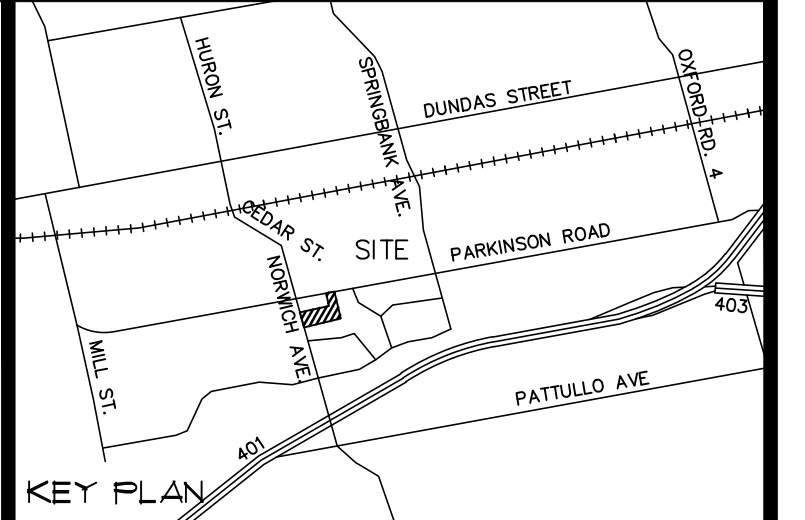 HURON ST.
SPRINGBANK AVE.
OXFORD RD. 4
DUNDAS STREET
CEDAR ST.
SITE
PARKINSON ROAD
NORWICH AVE.
403
MILL ST.
PATTULLO AVE
401
KEY PLAN